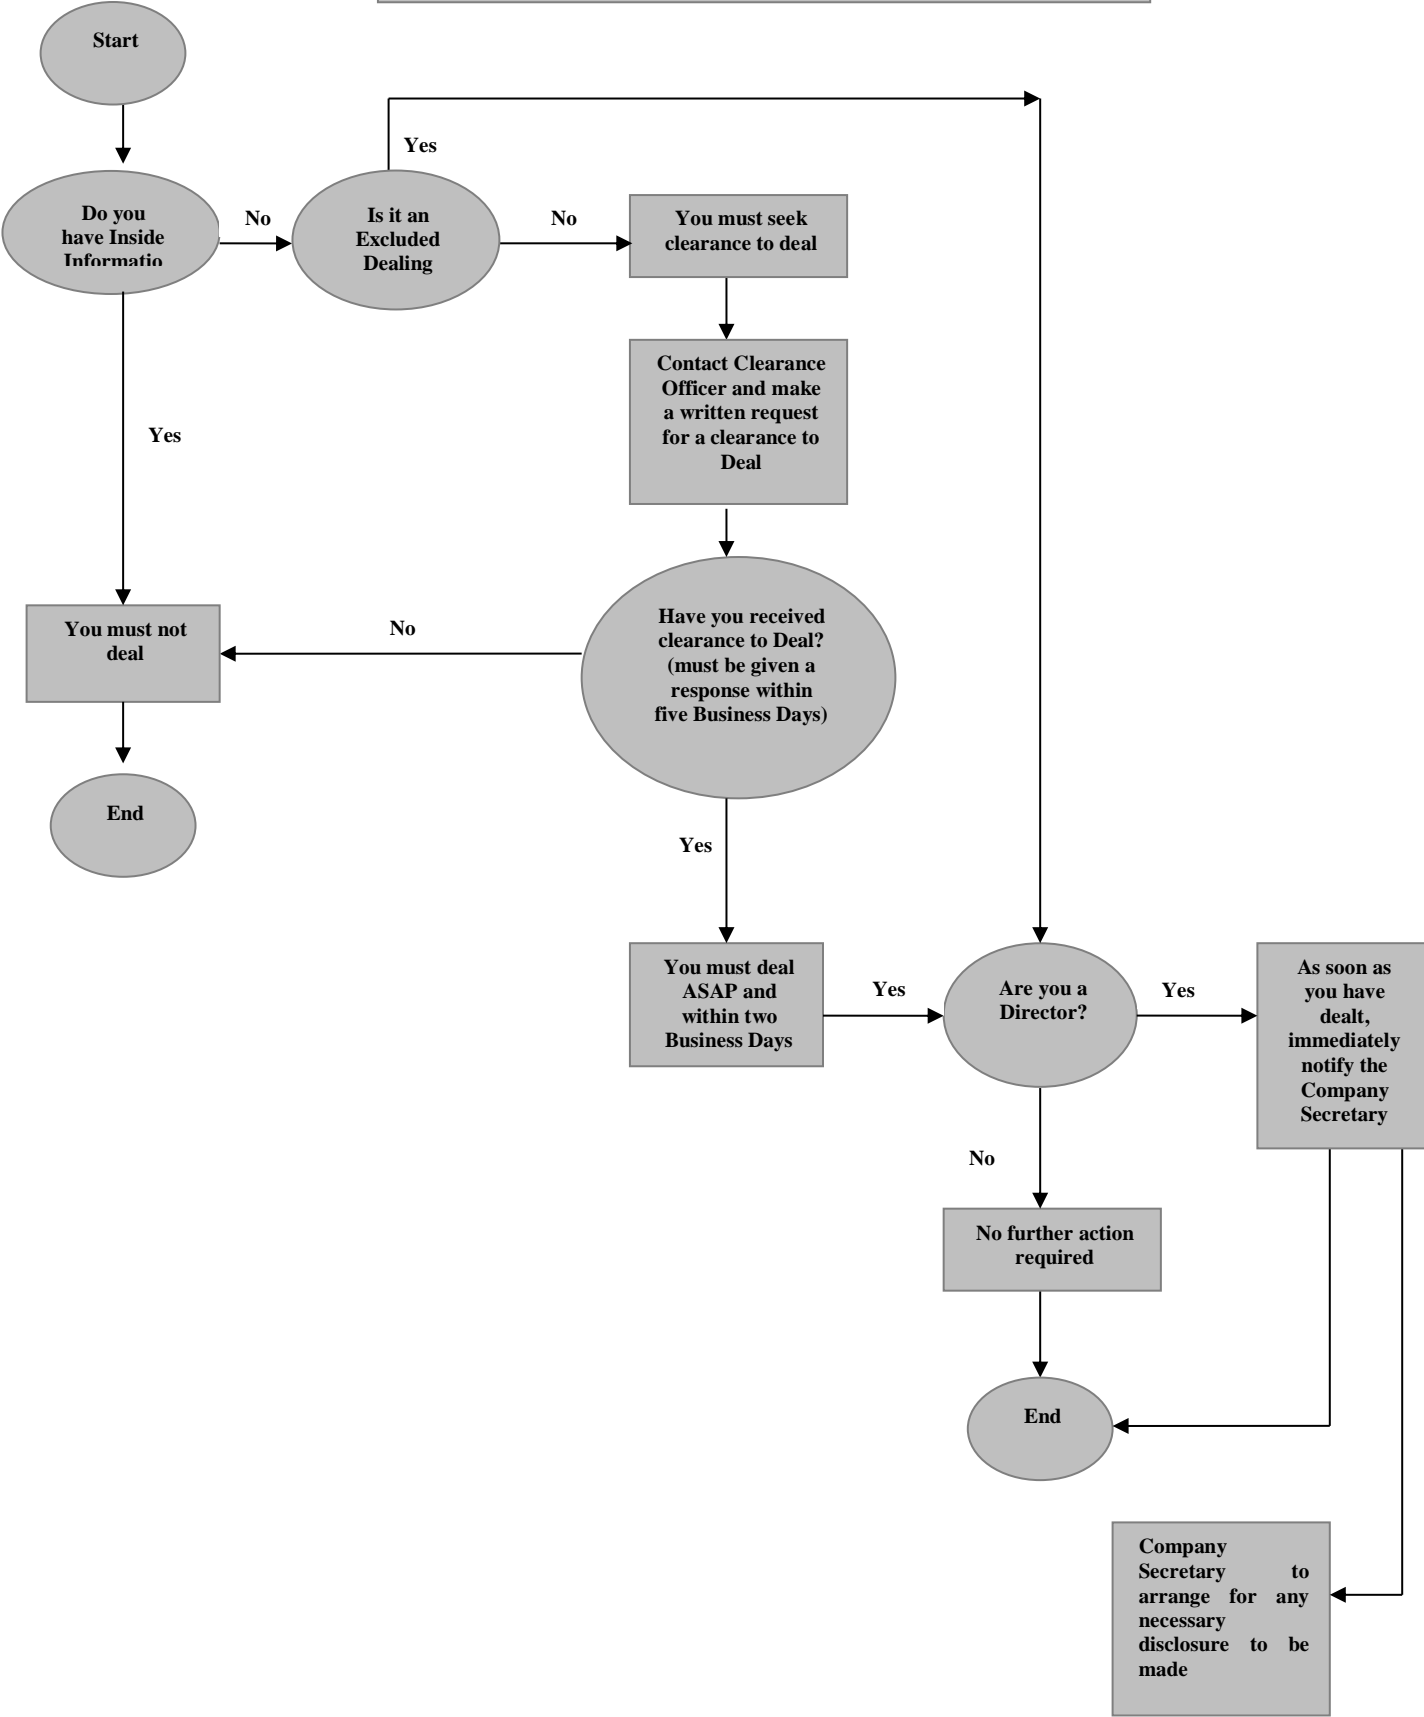 Start
Yes
Do you
have Inside
Informatio
No
Is it an
Excluded
Dealing
No
You must seek
clearance to deal
Contact Clearance
Officer and make
a written request
for a clearance to
Deal
Yes
Have you received
clearance to Deal?
(must be given a
response within
five Business Days)
No
You must not
deal
End
Yes
You must deal
ASAP and
within two
Business Days
Yes
Are you a
Director?
Yes
As soon as
you have
dealt,
immediately
notify the
Company
Secretary
No
No further action
required
End
Company
Secretary to
arrange for any
necessary
disclosure to be
made